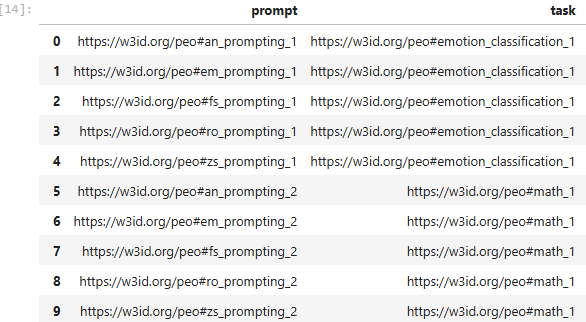 [14]:
prompt task
0 https://w3id.org/peo#an_prompting_1 https://w3id.org/peo#emotion_classification_1
1 https://w3id.org/peo#em_prompting_1 https://w3id.org/peo#emotion_classification_1
2 https://w3id.org/peo#fs_prompting_1 https://w3id.org/peo#emotion_classification_1
3 https://w3id.org/peo#ro_prompting_1 https://w3id.org/peo#emotion_classification_1
4 https://w3id.org/peo#zs_prompting_1 https://w3id.org/peo#emotion_classification_1
5 https://w3id.org/peo#an_prompting_2 https://w3id.org/peo#math_1
6 https://w3id.org/peo#em_prompting_2 https://w3id.org/peo#math_1
7 https://w3id.org/peo#fs_prompting_2 https://w3id.org/peo#math_1
8 https://w3id.org/peo#ro_prompting_2 https://w3id.org/peo#math_1
9 https://w3id.org/peo#zs_prompting_2 https://w3id.org/peo#math_1